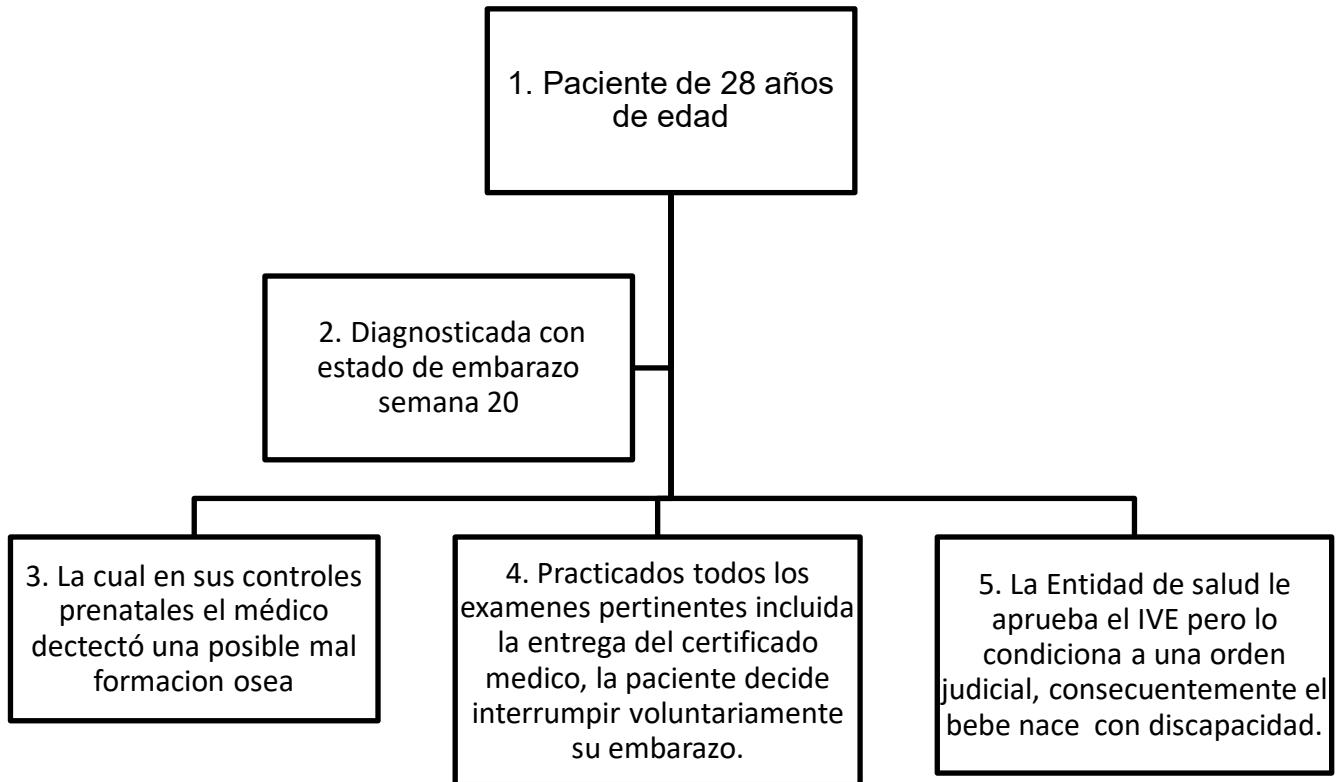 1. Paciente de 28 años
de edad
2. Diagnosticada con
estado de embarazo
semana 20
3. La cual en sus controles
prenatales el médico
dectectó una posible mal
formacion osea
4. Practicados todos los
examenes pertinentes incluida
la entrega del certificado
medico, la paciente decide
interrumpir voluntariamente
su embarazo.
5. La Entidad de salud le
aprueba el IVE pero lo
condiciona a una orden
judicial, consecuentemente el
bebe nace con discapacidad.